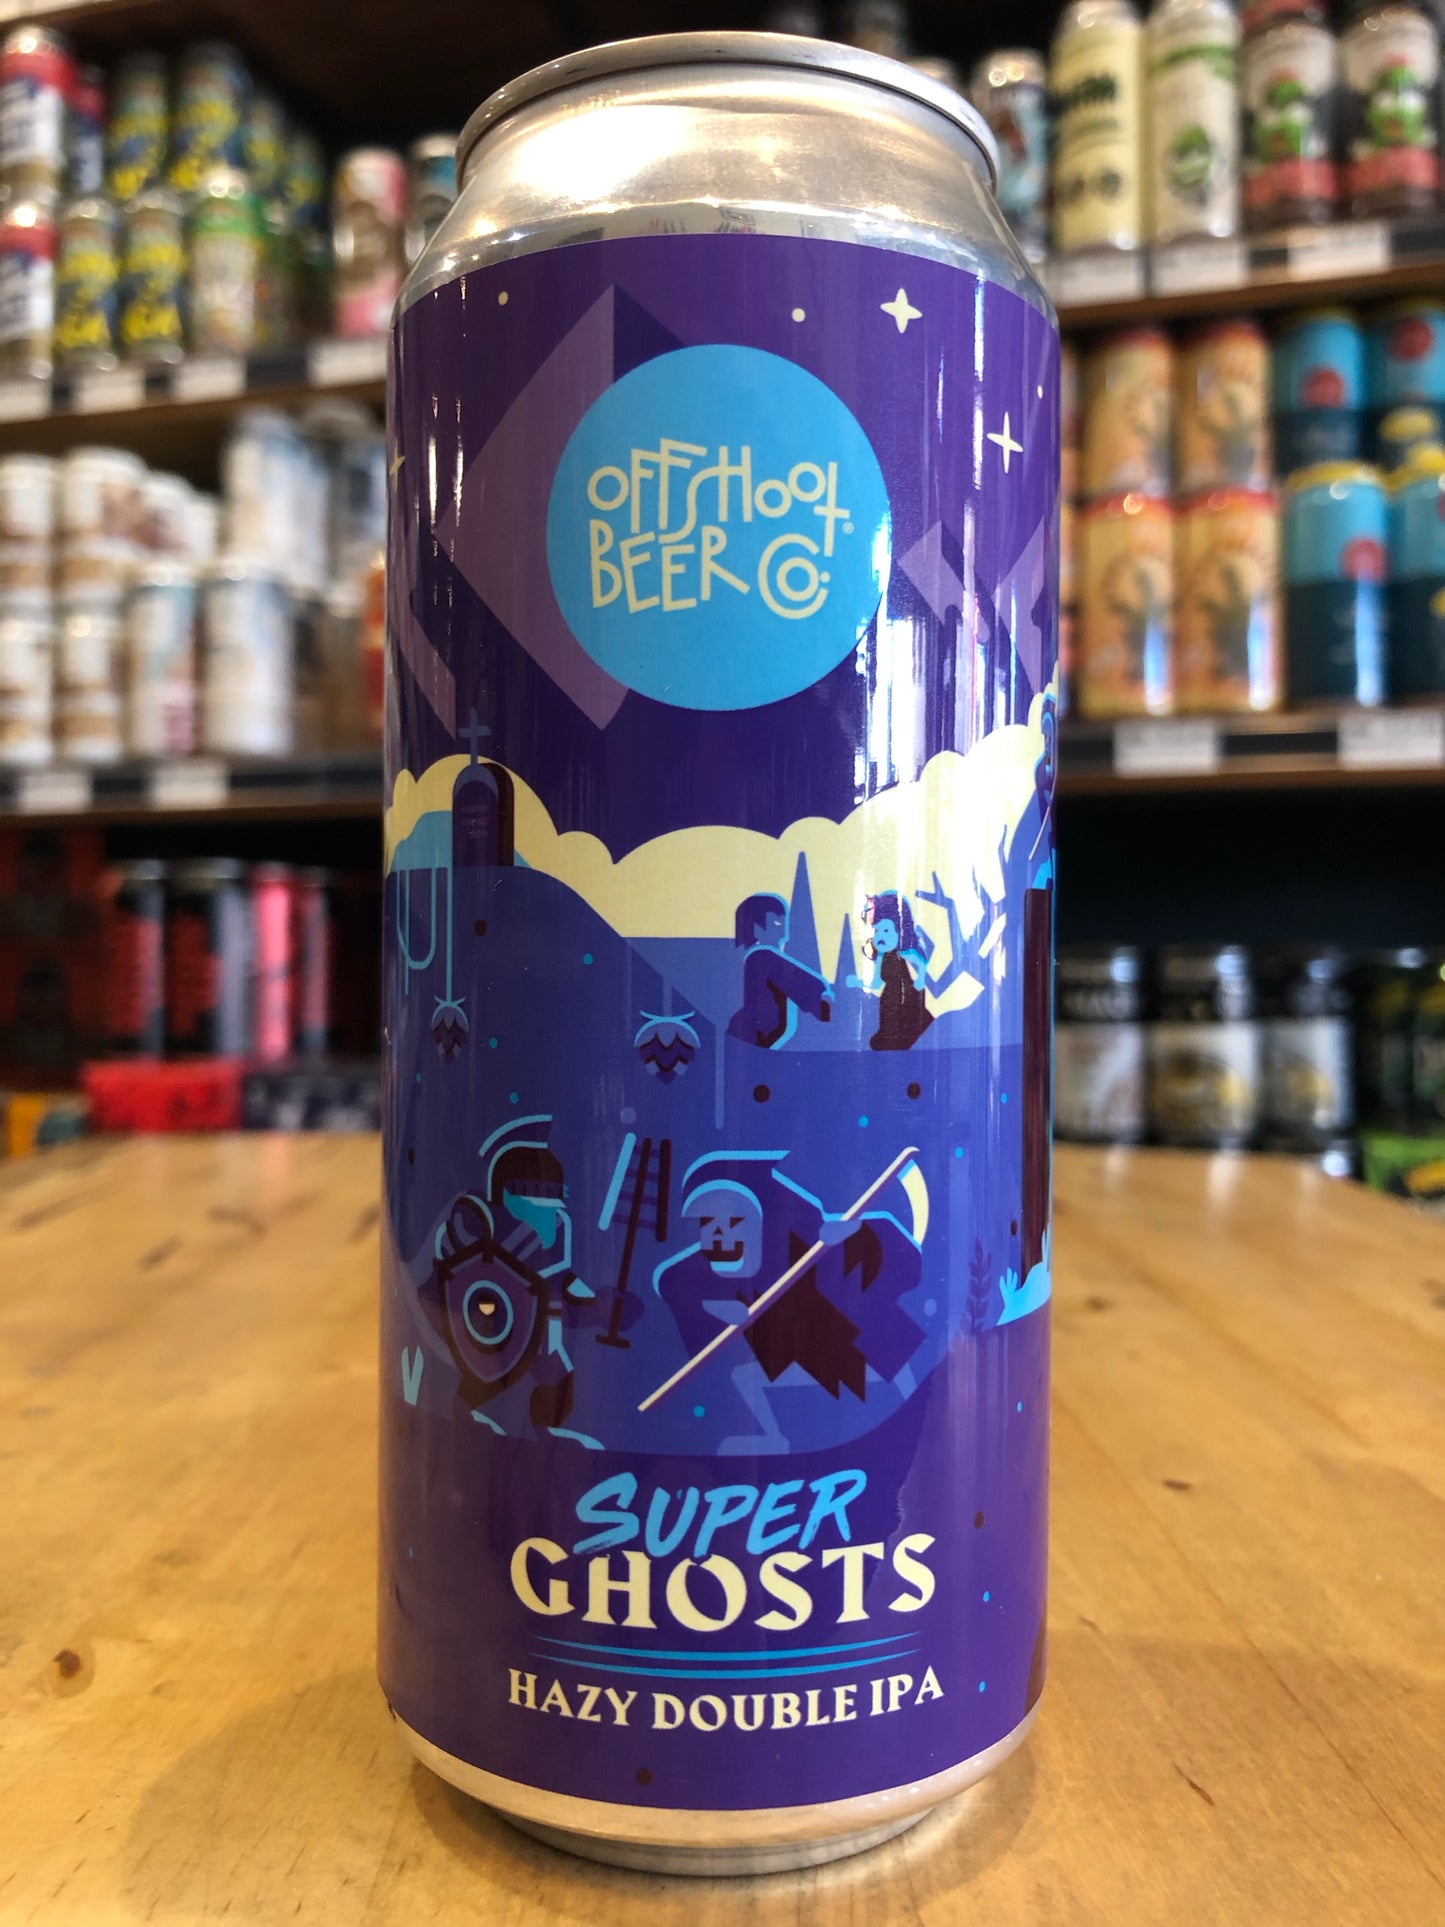 OFFSHOOT®
BEER CO.
SUPER
GHOSTS
HAZY DOUBLE IPA